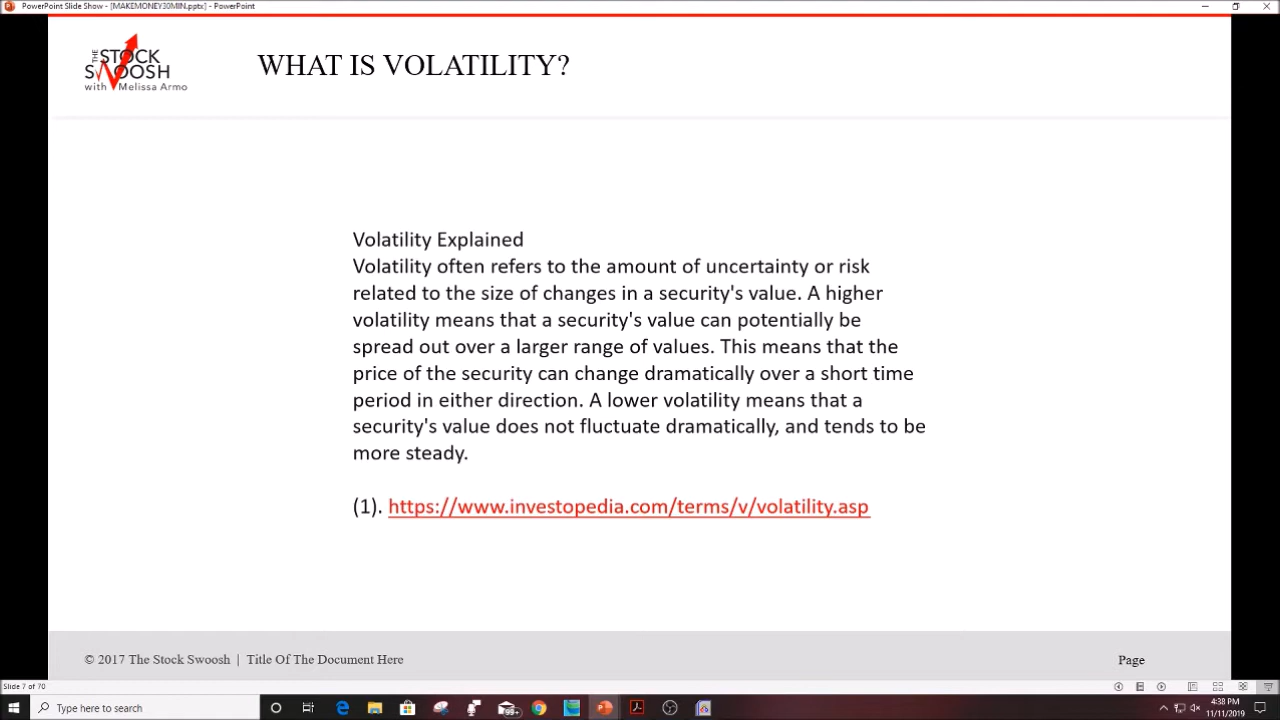 PowerPoint Slide Show - [MAKEMONEY30MIN.pptx] - PowerPoint
THE STOCK
SWOOSH
with Melissa Armo
WHAT IS VOLATILITY?
Volatility Explained
Volatility often refers to the amount of uncertainty or risk
related to the size of changes in a security's value. A higher
volatility means that a security's value can potentially be
spread out over a larger range of values. This means that the
price of the security can change dramatically over a short time
period in either direction. A lower volatility means that a
security's value does not fluctuate dramatically, and tends to be
more steady.
(1). https://www.investopedia.com/terms/v/volatility.asp
© 2017 The Stock Swoosh | Title Of The Document Here
Page
Slide 7 of 70
Type here to search
99+
4:38 PM
11/11/2019